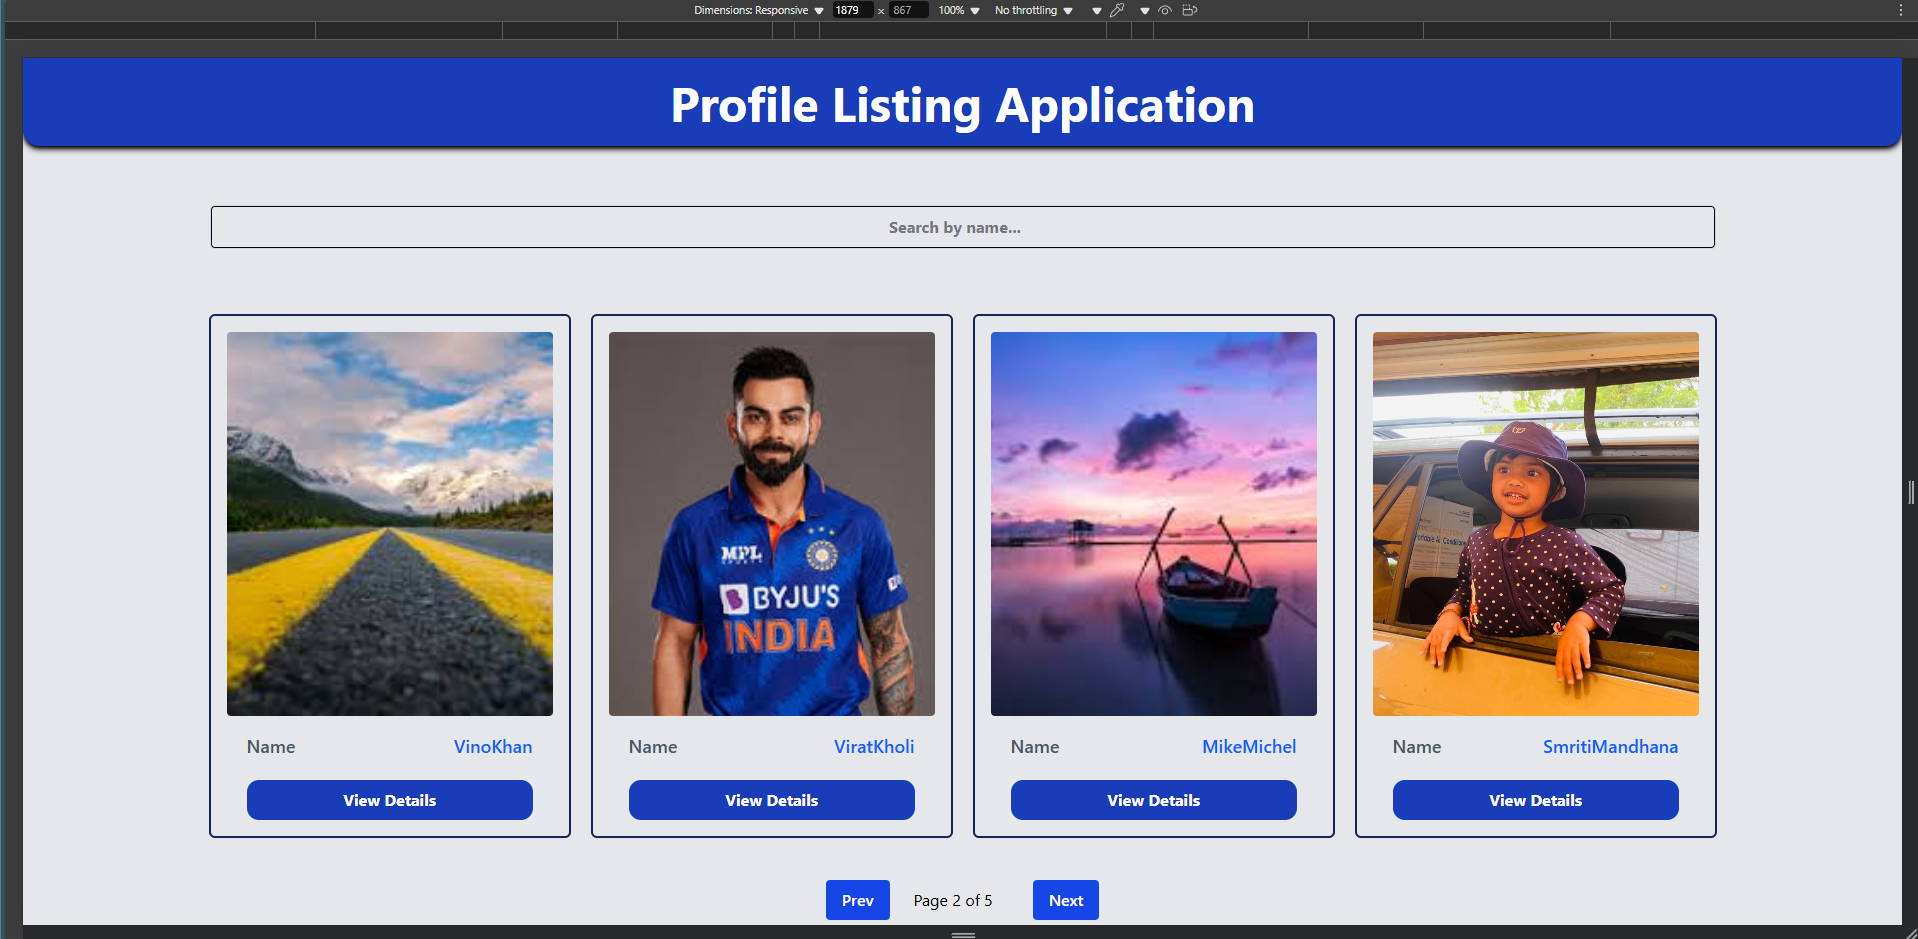 Dimensions: Responsive 1879 × 867 100% No throttling
Profile Listing Application
Search by name...
MPL
SPORTS
BYJU'S
INDIA
Name VinoKhan
Name ViratKholi
Name MikeMichel
Name SmritiMandhana
View Details
View Details
View Details
View Details
Prev Page 2 of 5 Next